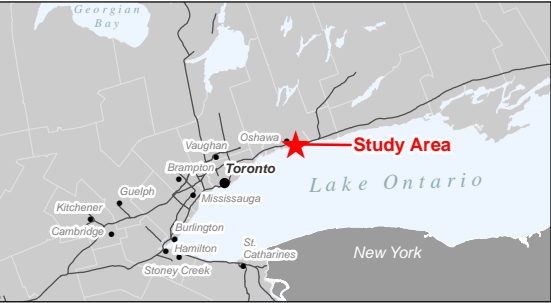 Georgian
Bay
Oshawa
Study Area
Vaughan
Brampton
Toronto
Lake Ontario
Guelph
Mississauga
Kitchener
Cambridge
Burlington
Hamilton
St.
Catharines
New York
Stoney Creek